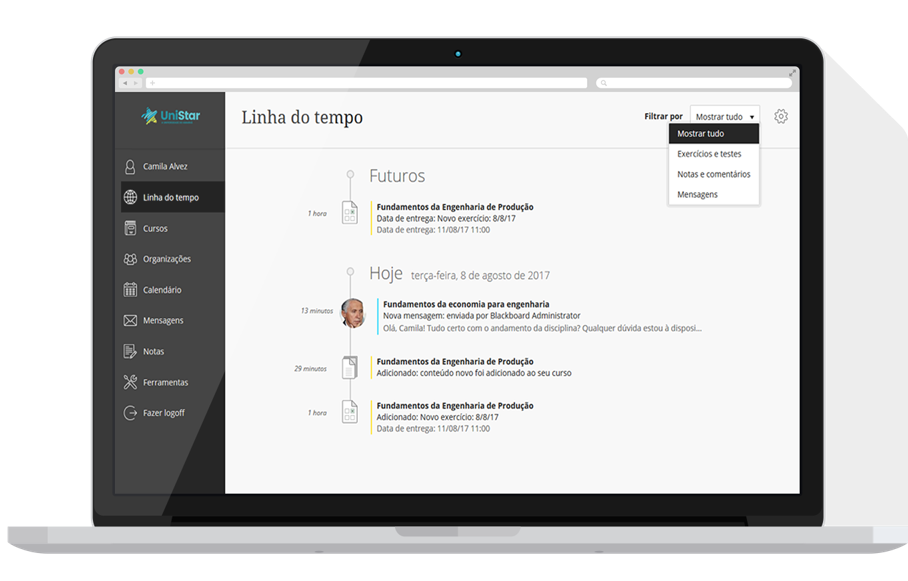 UniStar
Linha do tempo
Filtrar por
Mostrar tudo
Mostrar tudo
Exercícios e testes
Notas e comentários
Mensagens
Camila Alvez
Linha do tempo
Cursos
Organizações
Calendário
Mensagens
Notas
Ferramentas
Fazer logoff
Futuros
1 hora
Fundamentos da Engenharia de Produção
Data de entrega: Novo exercício: 8/8/17
Data de entrega: 11/08/17 11:00
Hoje terça-feira, 8 de agosto de 2017
13 minutos
Fundamentos da economia para engenharia
Nova mensagem: enviada por Blackboard Administrator
Olá, Camila! Tudo certo com o andamento da disciplina? Qualquer dúvida estou à disposi...
29 minutos
Fundamentos da Engenharia de Produção
Adicionado: conteúdo novo foi adicionado ao seu curso
1 hora
Fundamentos da Engenharia de Produção
Adicionado: Novo exercício: 8/8/17
Data de entrega: 11/08/17 11:00